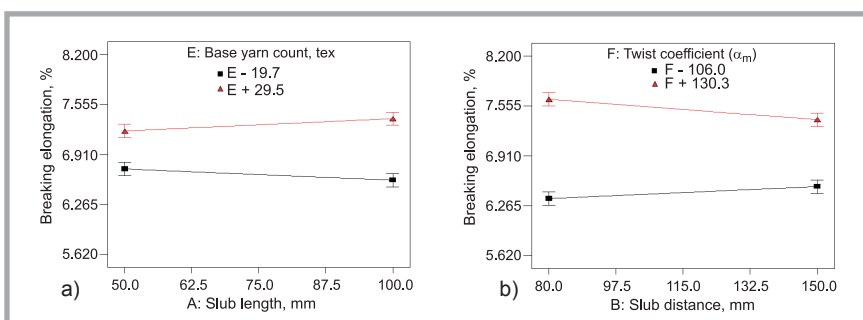 E: Base yarn count, tex
E - 19.7
E + 29.5
Breaking elongation, %
8.200
7.555
6.910
6.265
5.620
50.0 62.5 75.0 87.5 100.0
A: Slub length, mm
a)
F: Twist coefficient (αm)
F - 106.0
F + 130.3
Breaking elongation, %
8.200
7.555
6.910
6.265
5.620
80.0 97.5 115.0 132.5 150.0
B: Slub distance, mm
b)